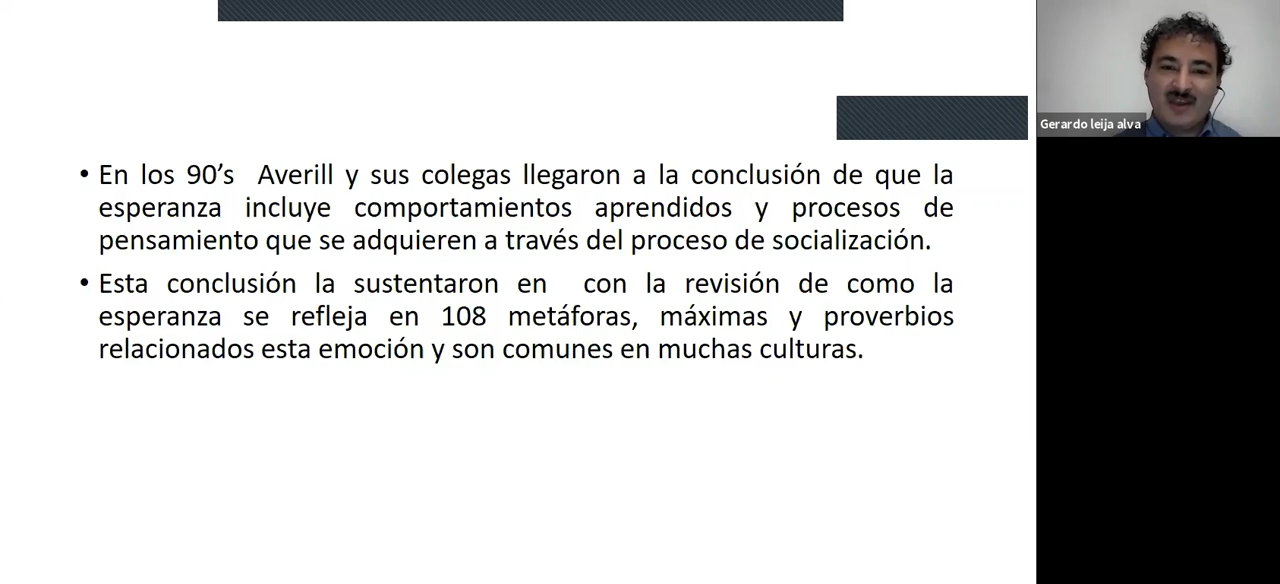 • En los 90’s  Averill y sus colegas llegaron a la conclusión de que la
esperanza incluye comportamientos aprendidos y procesos de
pensamiento que se adquieren a través del proceso de socialización.
• Esta conclusión la sustentaron en  con la revisión de como la
esperanza se refleja en 108 metáforas, máximas y proverbios
relacionados esta emoción y son comunes en muchas culturas.
Gerardo leija alva